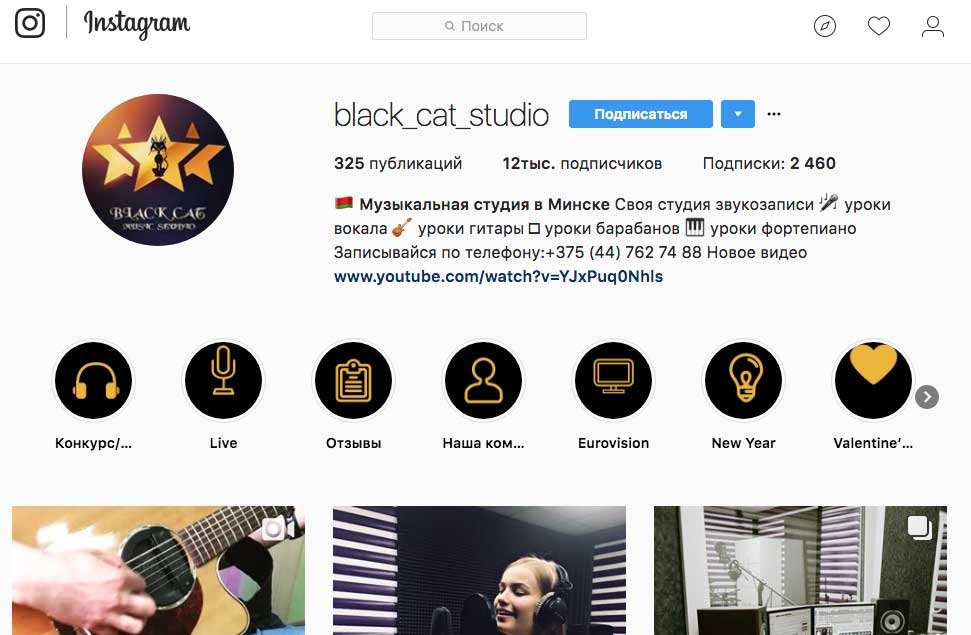 Instagram
Поиск
BLACK CAT
MUSIC STUDIO
black_cat_studio
Подписаться
325 публикаций 12тыс. подписчиков Подписки: 2 460
Музыкальная студия в Минске Своя студия звукозаписи 🎤 уроки
вокала 🎻 уроки гитары □ уроки барабанов 🎹 уроки фортепиано
Записывайся по телефону:+375 (44) 762 74 88 Новое видео
www.youtube.com/watch?v=YJxPuq0Nhls
Конкурс/... Live Отзывы Наша ком... Eurovision New Year Valentine’...